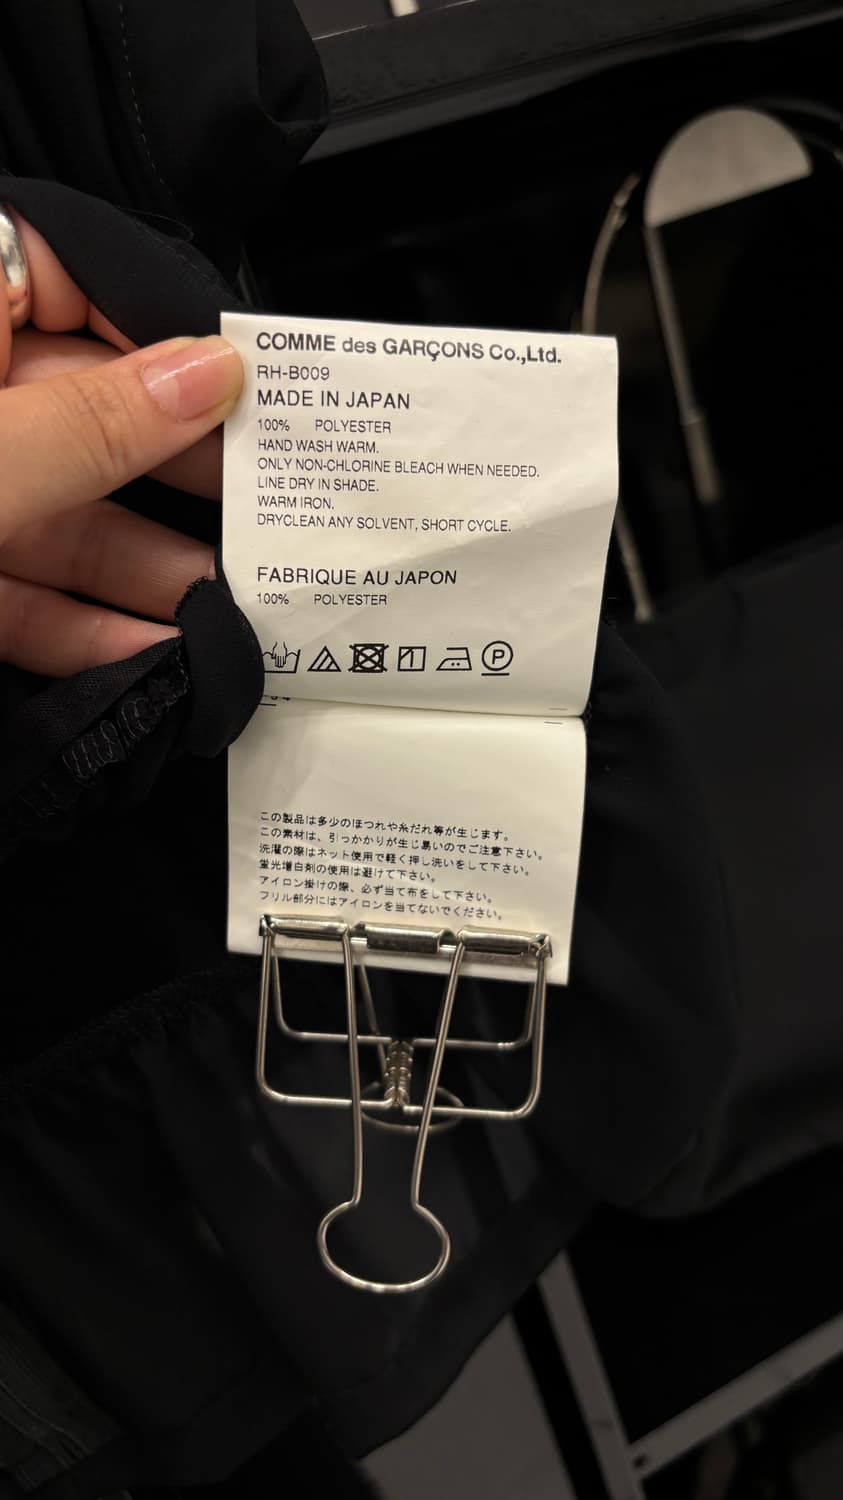 COMME des GARÇONS Co.,Ltd.
RH-B009
MADE IN JAPAN
100% POLYESTER
HAND WASH WARM.
ONLY NON-CHLORINE BLEACH WHEN NEEDED.
LINE DRY IN SHADE.
WARM IRON.
DRYCLEAN ANY SOLVENT, SHORT CYCLE.
FABRIQUE AU JAPON
100% POLYESTER
P
この製品は多少のほつれや糸だれ等が生じます。
この素材は、引っかかりが生じ易いのでご注意下さい。
洗濯の際はネット使用で軽く押し洗いをして下さい。
蛍光増白剤の使用は避けて下さい。
アイロン掛けの際、必ず当て布をして下さい。
フリル部分にはアイロンを当てないでください。